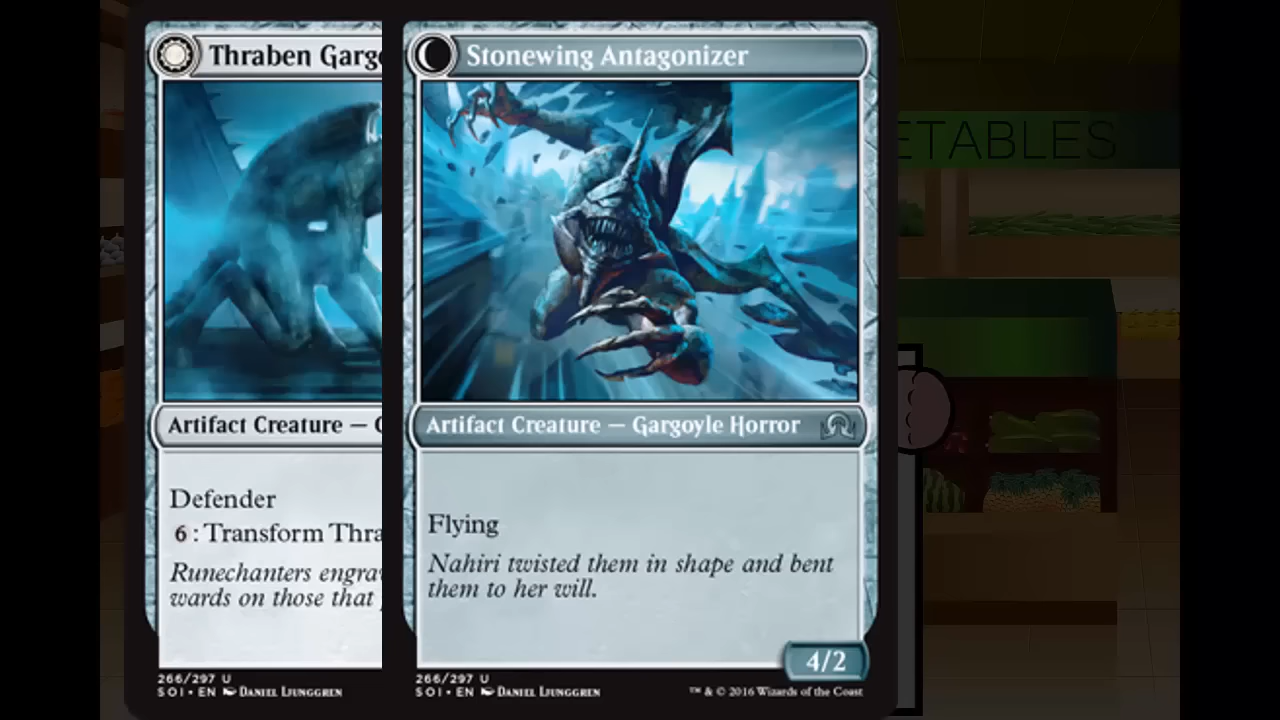 Thraben Garg
Artifact Creature —
Defender
6: Transform Thra
Runechanters engra
wards on those that
266/297 U
SOI • EN Daniel Ljunggren
Stonewing Antagonizer
Artifact Creature — Gargoyle Horror
Flying
Nahiri twisted them in shape and bent
them to her will.
4/2
266/297 U
SOI • EN Daniel Ljunggren
™ & © 2016 Wizards of the Coast
ETABLES